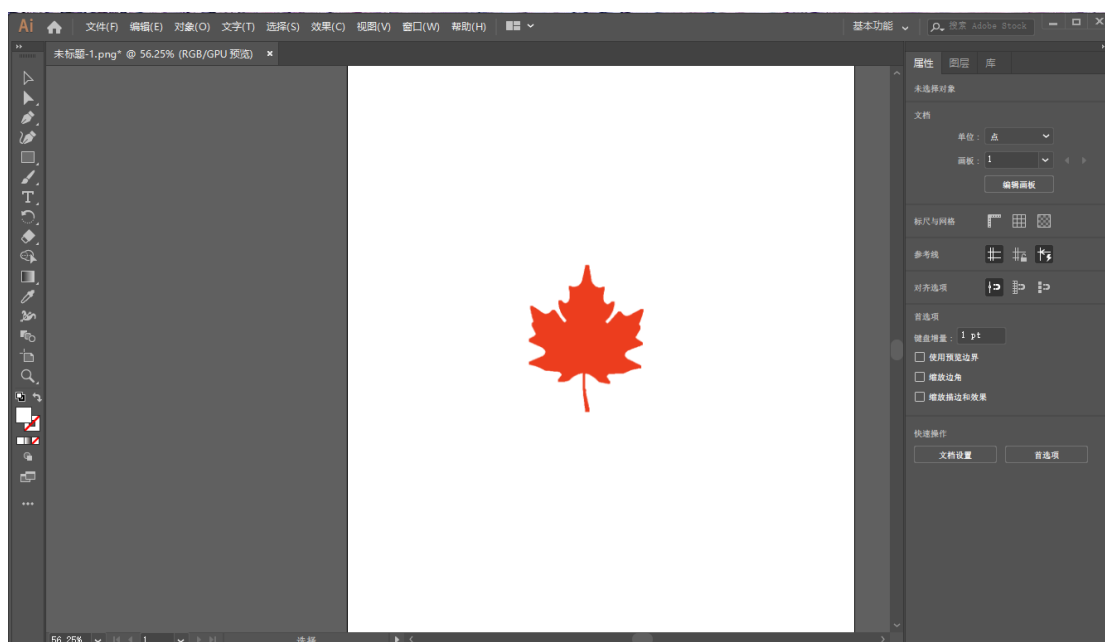 Ai 文件(F) 编辑(E) 对象(O) 文字(T) 选择(S) 效果(C) 视图(V) 窗口(W) 帮助(H) 基本功能 搜索 Adobe Stock
未标题-1.png* @ 56.25% (RGB/GPU 预览) ×
属性 图层 库
未选择对象
文档
单位: 点
画板: 1
编辑画板
标尺与网格
参考线
对齐选项
首选项
键盘增量: 1 pt
使用预览边界
缩放边角
缩放描边和效果
快速操作
文档设置 首选项
56.25% 1 选择